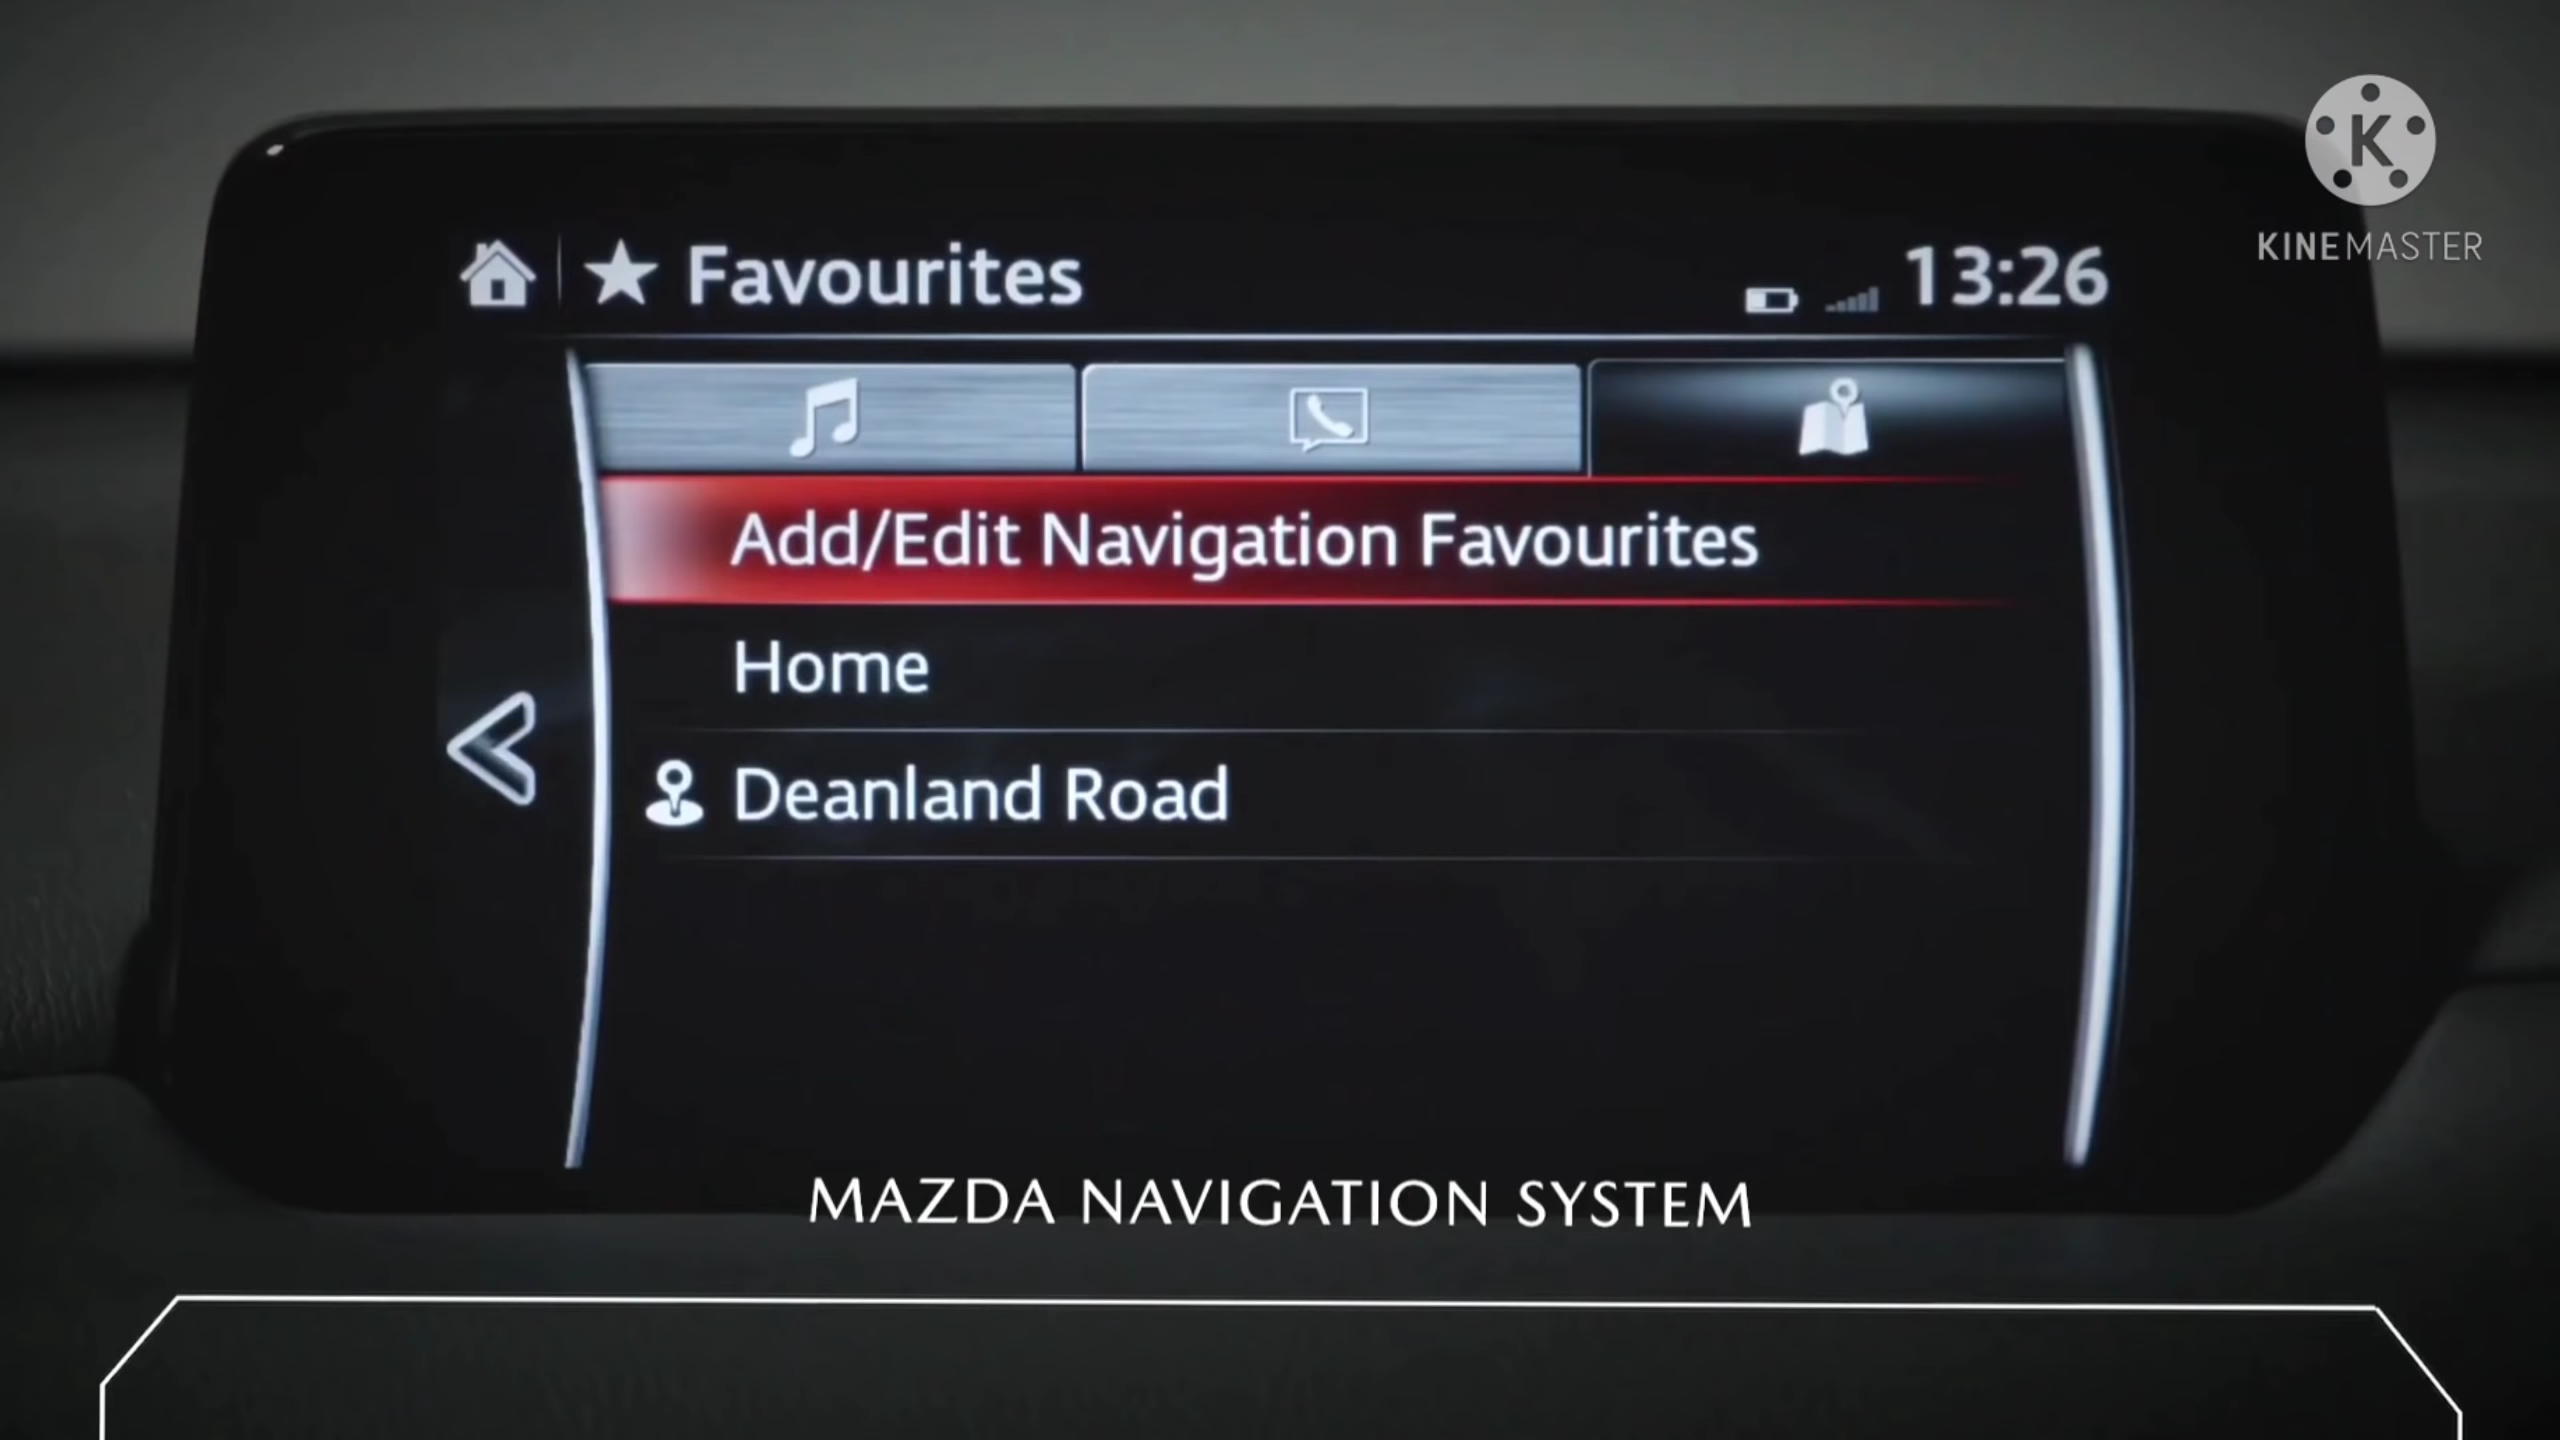 Favourites
13:26
K
KINEMASTER
Add/Edit Navigation Favourites
Home
Deanland Road
MAZDA NAVIGATION SYSTEM